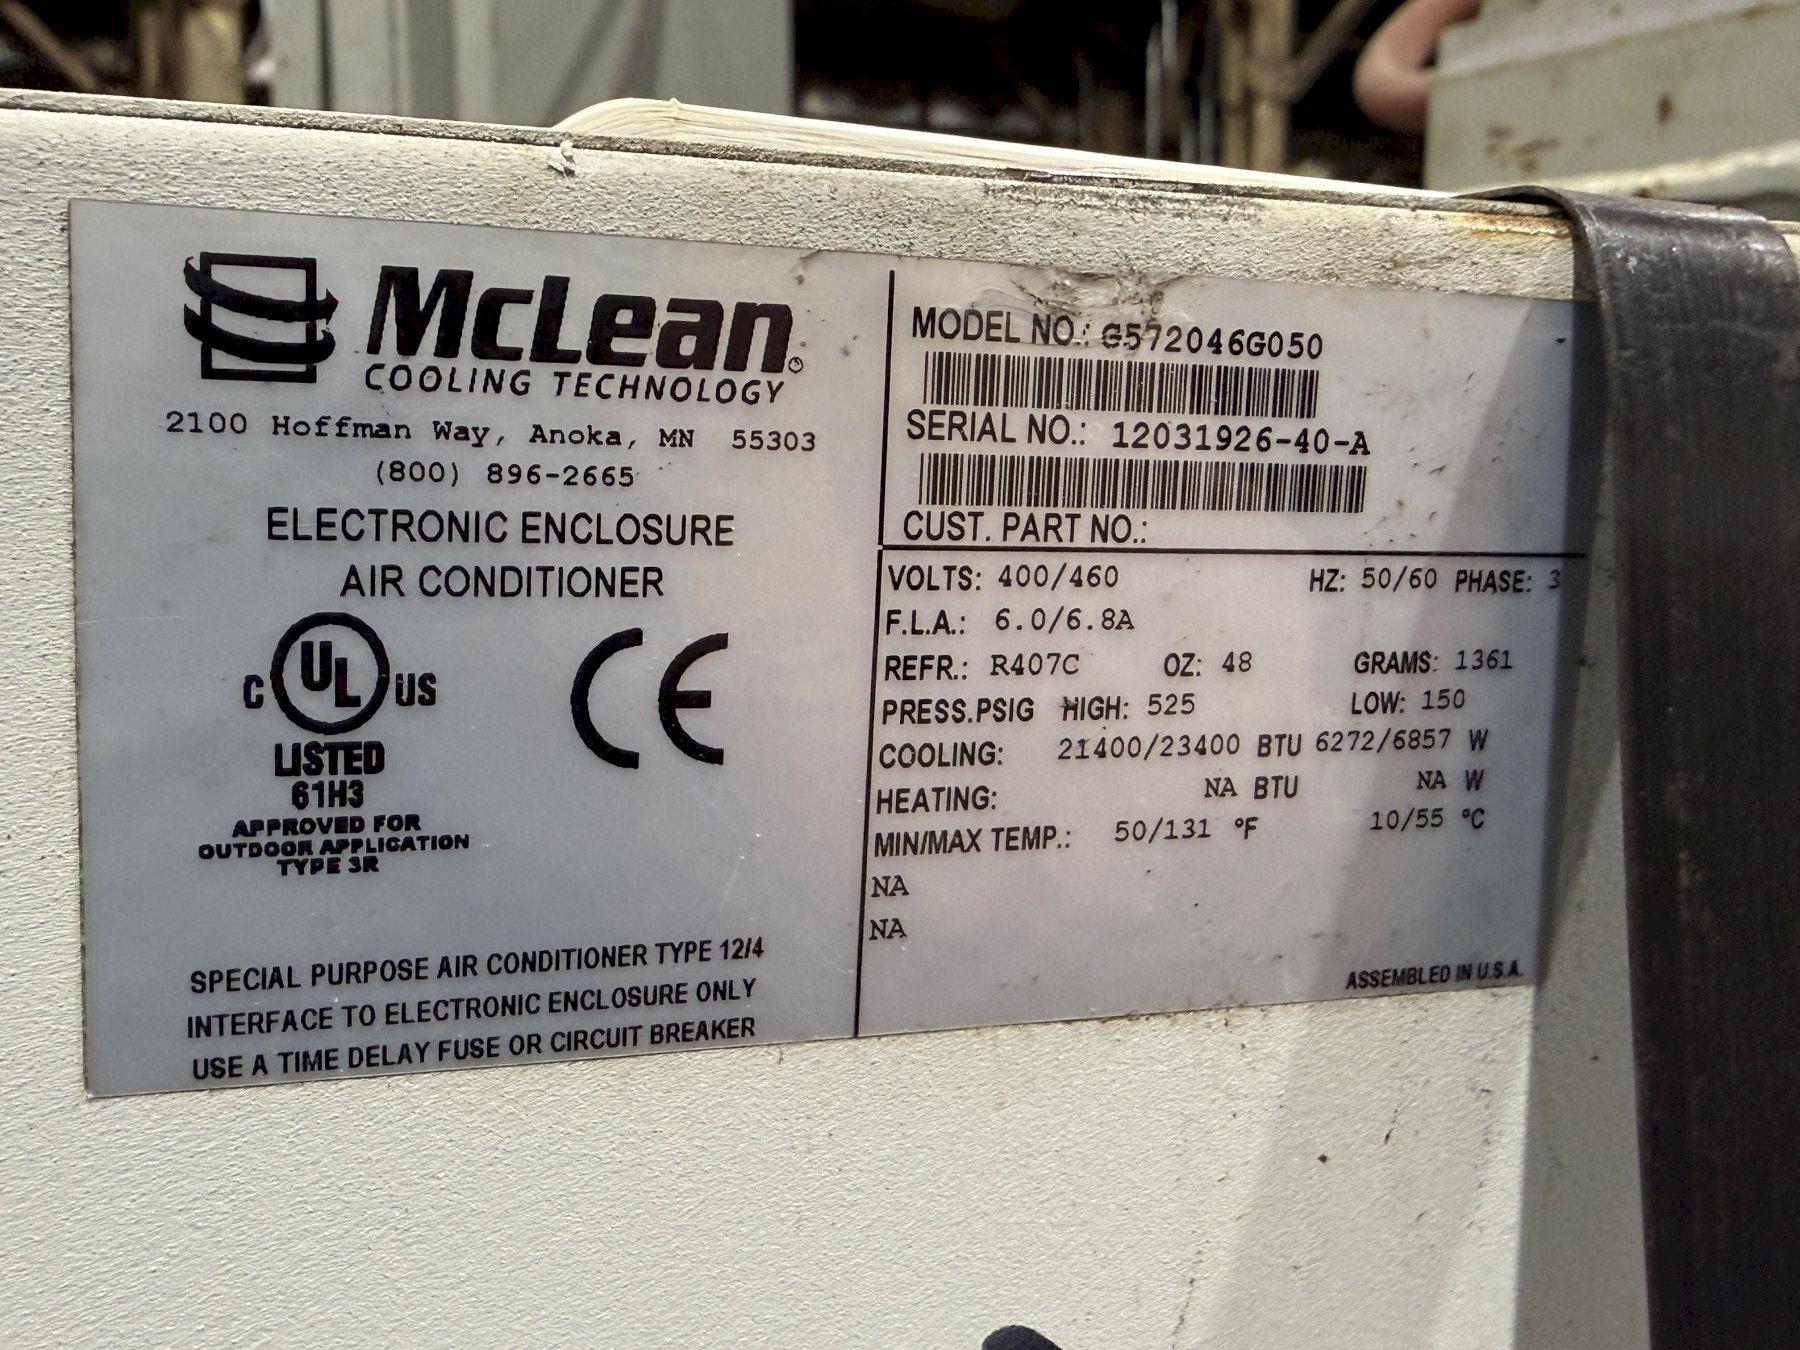 McLean®
COOLING TECHNOLOGY
2100 Hoffman Way, Anoka, MN 55303
(800) 896-2665
ELECTRONIC ENCLOSURE
AIR CONDITIONER
C UL US
CE
LISTED
61H3
APPROVED FOR
OUTDOOR APPLICATION
TYPE 3R
SPECIAL PURPOSE AIR CONDITIONER TYPE 12/4
INTERFACE TO ELECTRONIC ENCLOSURE ONLY
USE A TIME DELAY FUSE OR CIRCUIT BREAKER
MODEL NO.: G572046G050
SERIAL NO.: 12031926-40-A
CUST. PART NO.:
VOLTS: 400/460 HZ: 50/60 PHASE: 3
F.L.A.: 6.0/6.8A
REFR.: R407C OZ: 48 GRAMS: 1361
PRESS.PSIG HIGH: 525 LOW: 150
COOLING: 21400/23400 BTU 6272/6857 W
HEATING: NA BTU NA W
MIN/MAX TEMP.: 50/131 °F 10/55 °C
NA
NA
ASSEMBLED IN U.S.A.